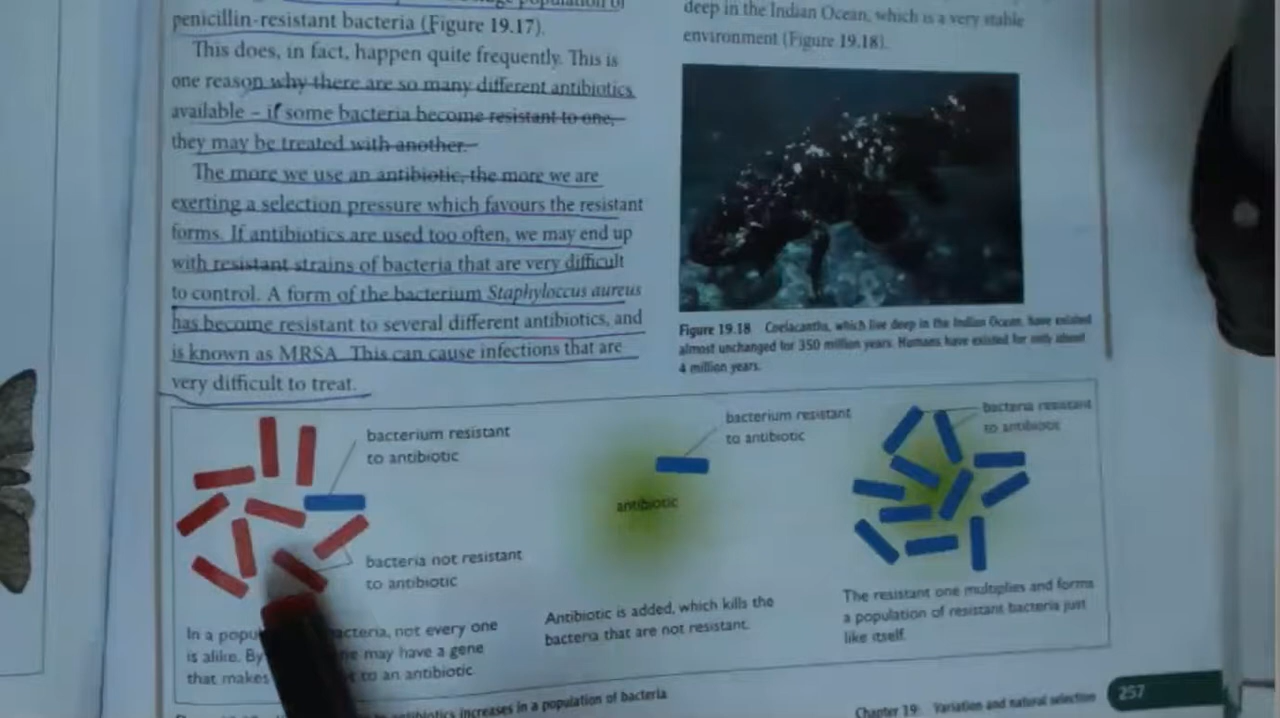 population of
penicillin-resistant bacteria (Figure 19.17).
This does, in fact, happen quite frequently. This is
one reason why there are so many different antibiotics
available – if some bacteria become resistant to one,
they may be treated with another.
The more we use an antibiotic, the more we are
exerting a selection pressure which favours the resistant
forms. If antibiotics are used too often, we may end up
with resistant strains of bacteria that are very difficult
to control. A form of the bacterium Staphyloccus aureus
has become resistant to several different antibiotics, and
is known as MRSA. This can cause infections that are
very difficult to treat.
deep in the Indian Ocean, which is a very stable
environment (Figure 19.18).
Figure 19.18 Coelacanths, which live deep in the Indian Ocean, have existed
almost unchanged for 350 million years. Humans have existed for only about
4 million years.
bacterium resistant
to antibiotic
bacteria not resistant
to antibiotic
In a popu acteria, not every one
is alike. By may have a gene
that makes to an antibiotic.
antibiotic
bacterium resistant
to antibiotic
Antibiotic is added, which kills the
bacteria that are not resistant.
bacteria resistant
to antibiotic
The resistant one multiplies and forms
a population of resistant bacteria just
like itself.
antibiotics increases in a population of bacteria
Chapter 19: Variation and natural selection
257